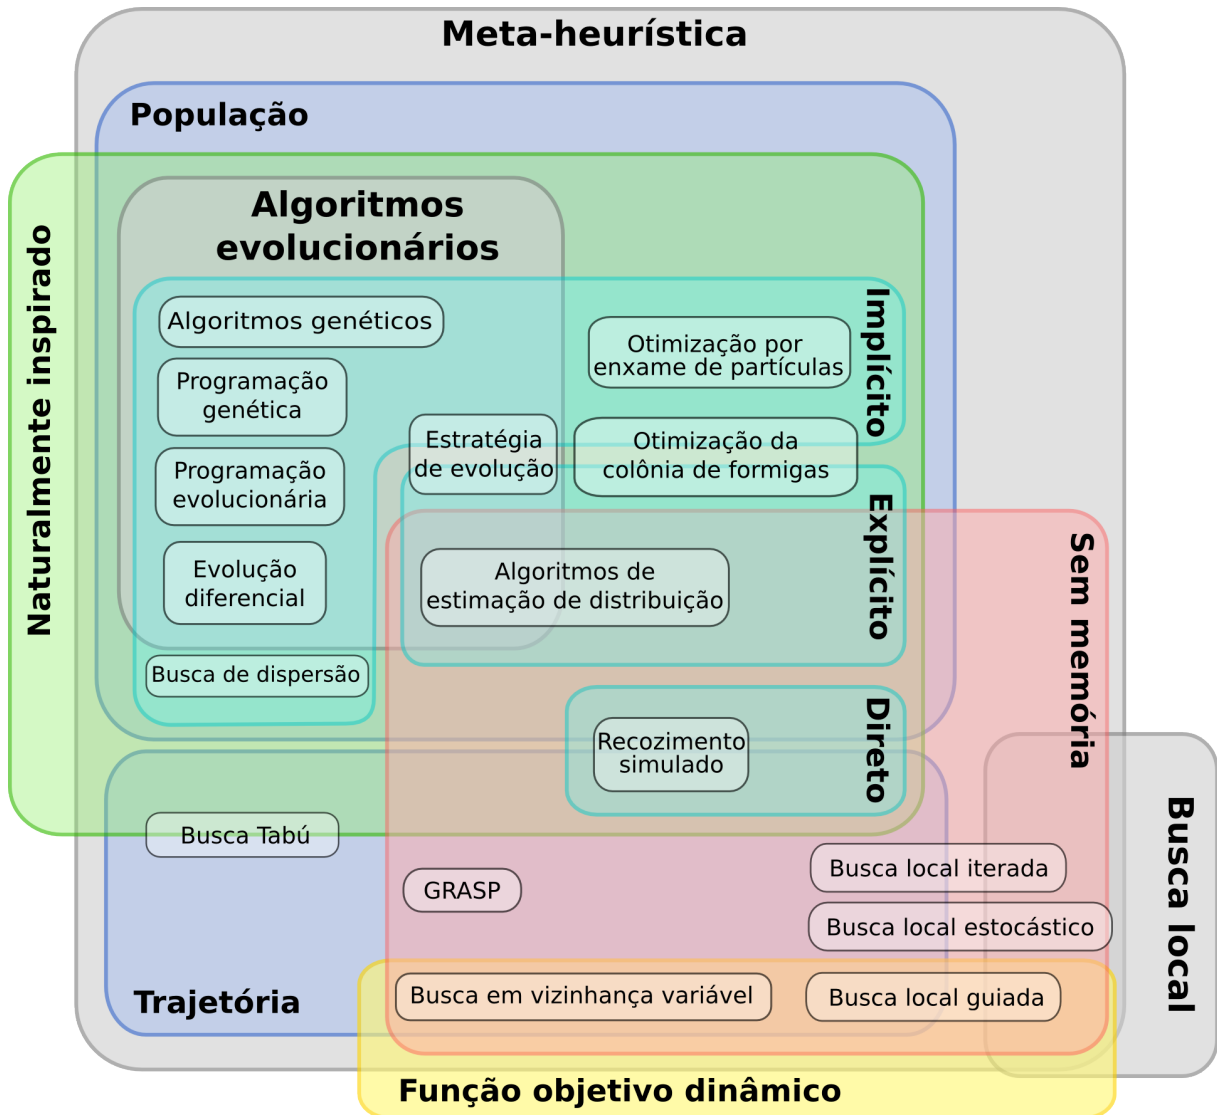 Meta-heurística
População
Naturalmente inspirado
Algoritmos
evolucionários
Implícito
Algoritmos genéticos
Otimização por
enxame de partículas
Programação
genética
Estratégia
de evolução
Otimização da
colônia de formigas
Programação
evolucionária
Explícito
Sem memória
Evolução
diferencial
Algoritmos de
estimação de distribuição
Busca de dispersão
Direto
Recozimento
simulado
Busca local
Busca Tabú
GRASP
Busca local iterada
Busca local estocástico
Trajetória
Busca em vizinhança variável
Busca local guiada
Função objetivo dinâmico